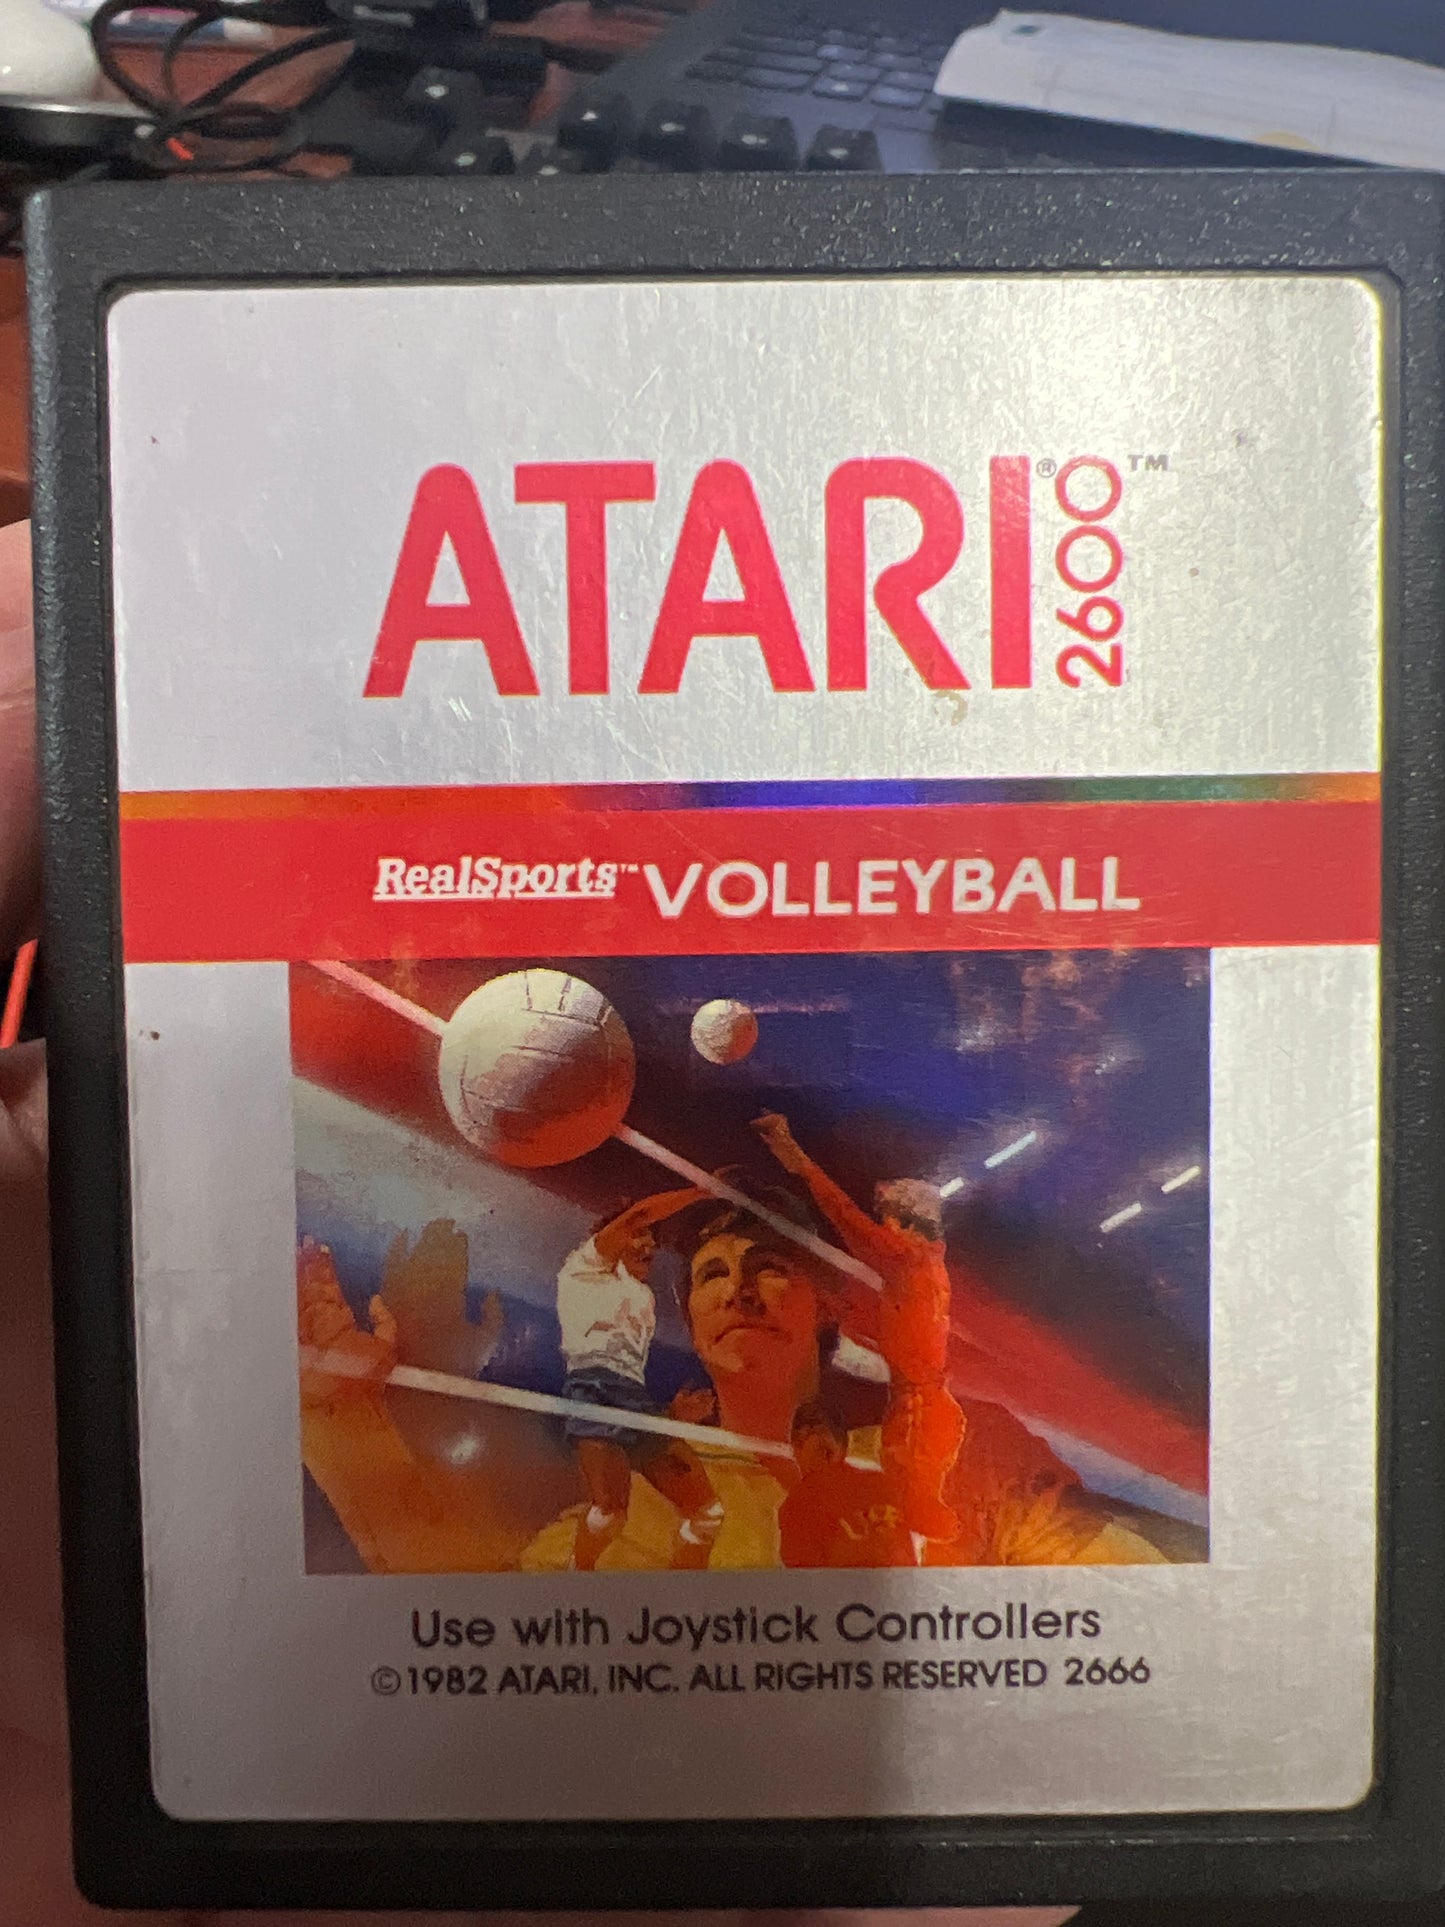 ATARI® 2600™
RealSports™ VOLLEYBALL
Use with Joystick Controllers
©1982 ATARI, INC. ALL RIGHTS RESERVED 2666